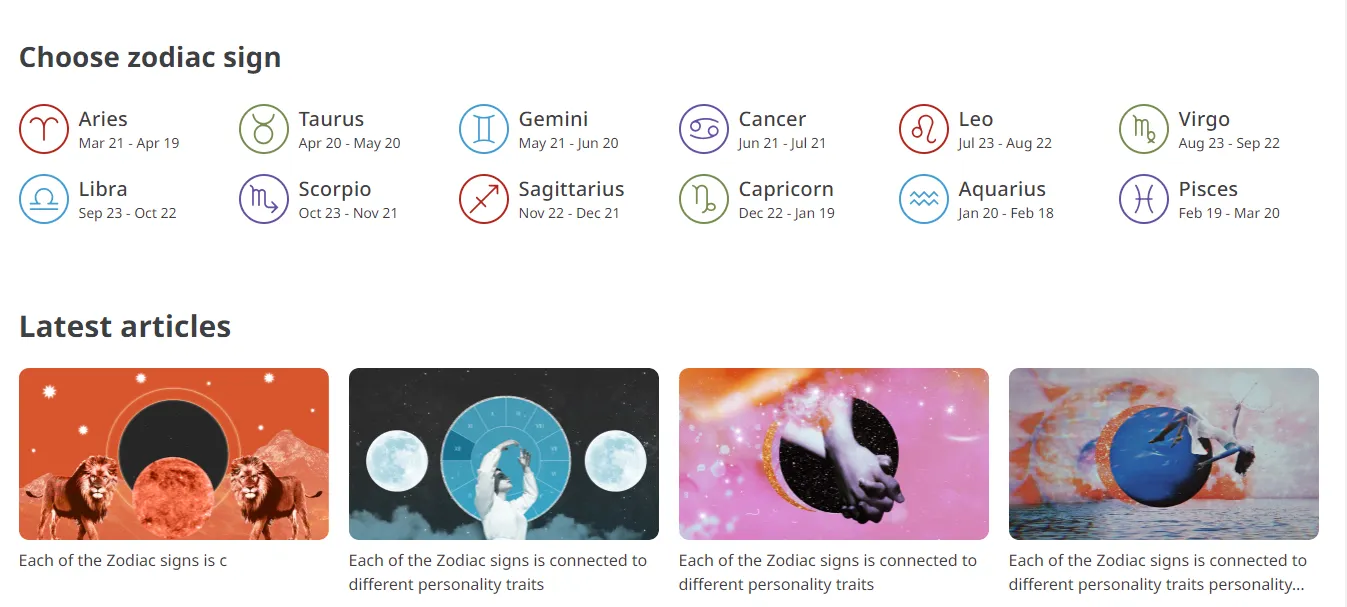 Choose zodiac sign
Aries
Mar 21 - Apr 19
Taurus
Apr 20 - May 20
Gemini
May 21 - Jun 20
Cancer
Jun 21 - Jul 21
Leo
Jul 23 - Aug 22
Virgo
Aug 23 - Sep 22
Libra
Sep 23 - Oct 22
Scorpio
Oct 23 - Nov 21
Sagittarius
Nov 22 - Dec 21
Capricorn
Dec 22 - Jan 19
Aquarius
Jan 20 - Feb 18
Pisces
Feb 19 - Mar 20
Latest articles
Each of the Zodiac signs is c
Each of the Zodiac signs is connected to
different personality traits
Each of the Zodiac signs is connected to
different personality traits
Each of the Zodiac signs is connected to
different personality traits personality...